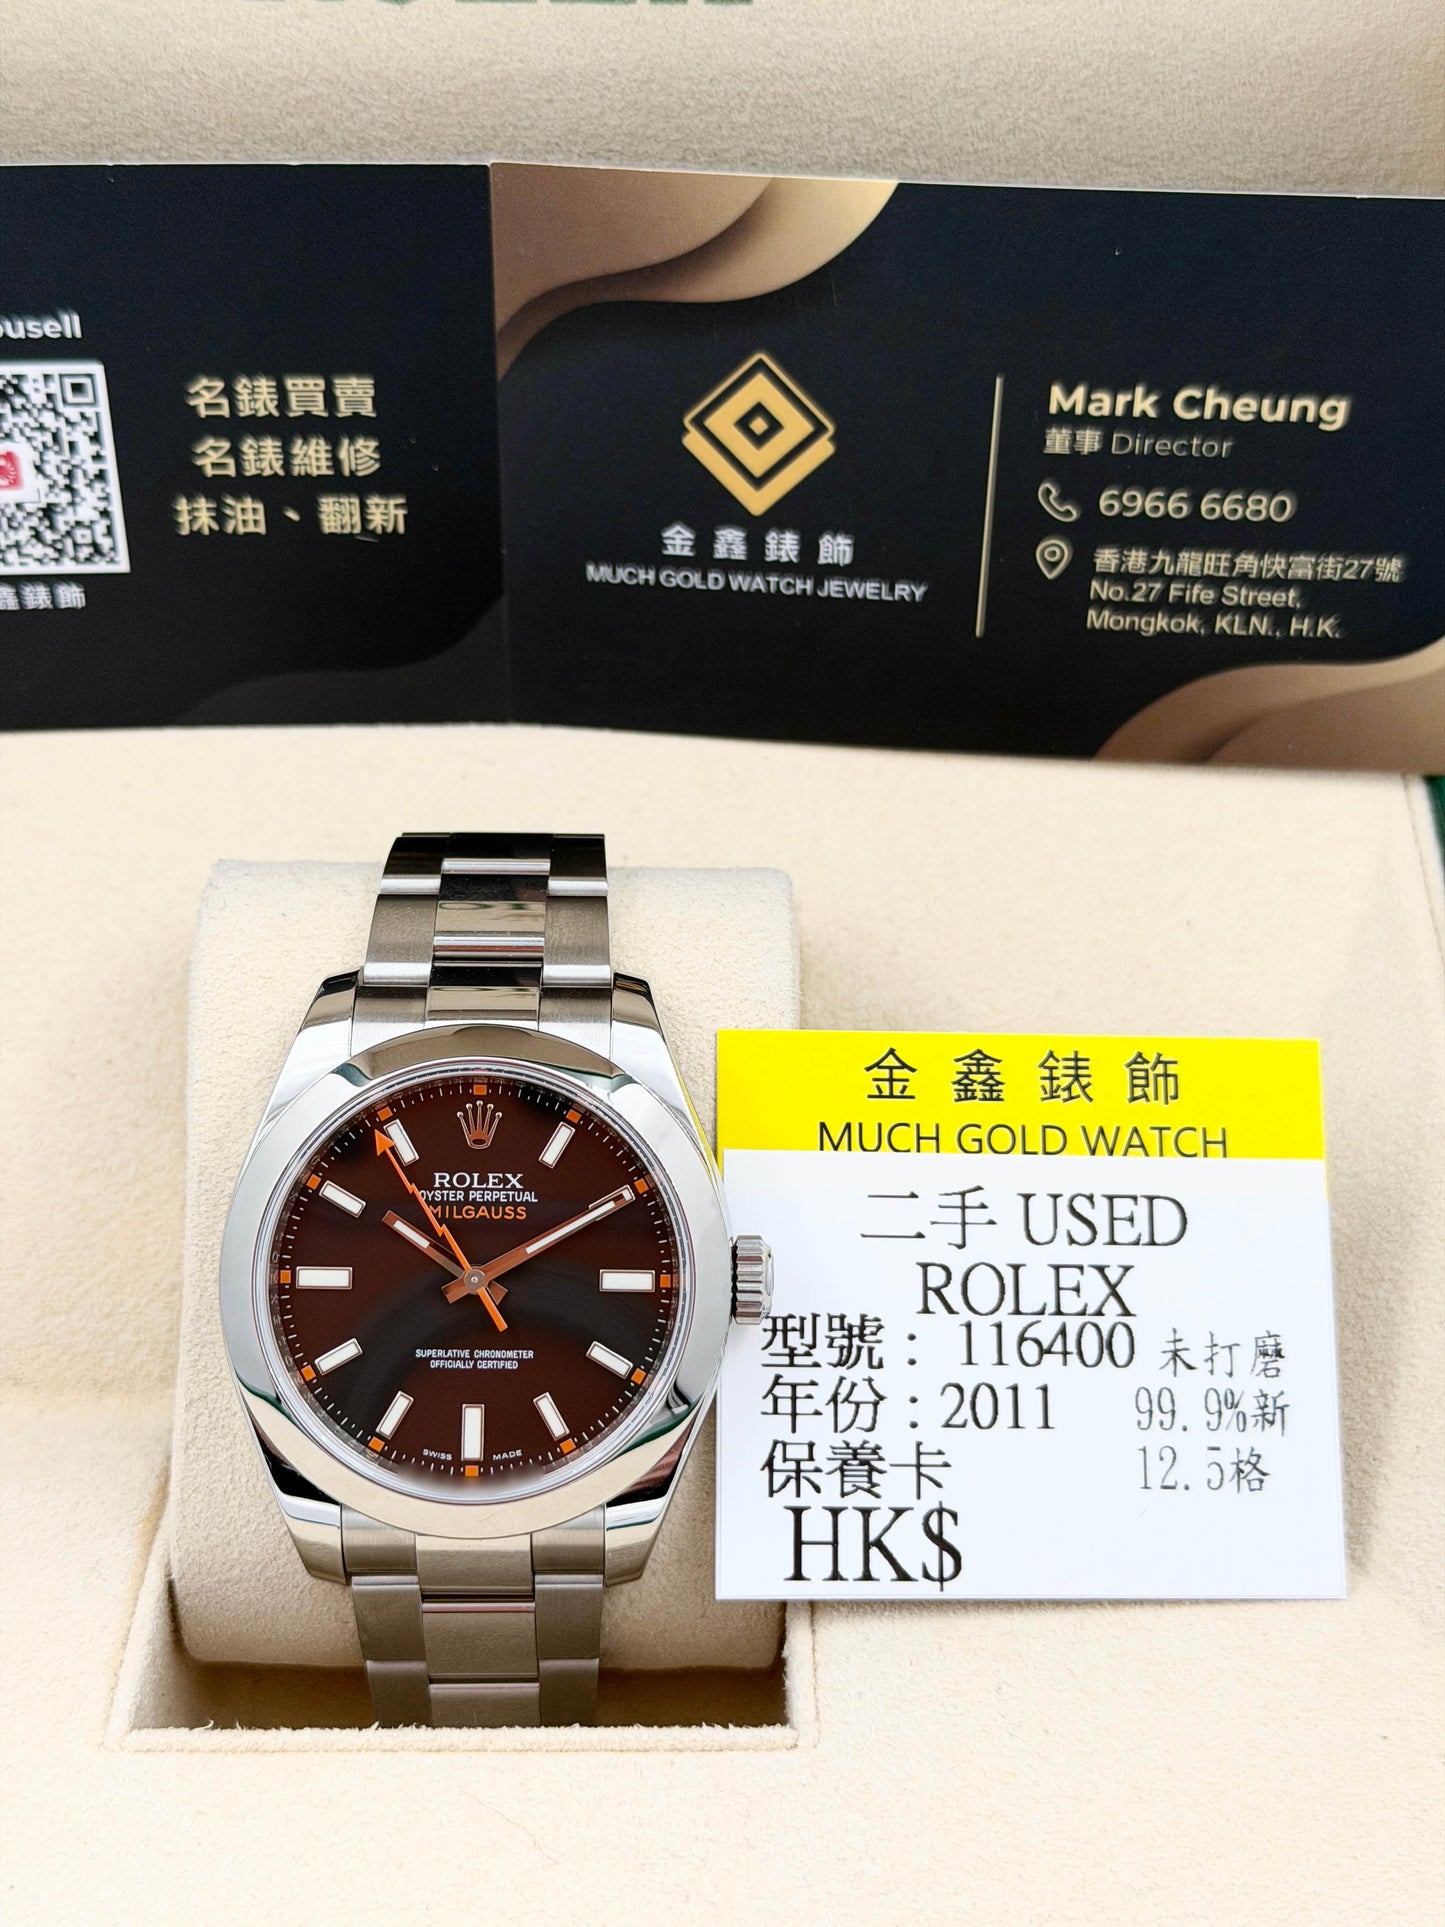 名錶買賣
名錶維修
抹油、翻新
鑫錶飾
金鑫錶飾
MUCH GOLD WATCH JEWELRY
Mark Cheung
董事 Director
6966 6680
香港九龍旺角快富街27號
No.27 Fife Street,
Mongkok, KLN., H.K.
ROLEX
OYSTER PERPETUAL
MILGAUSS
SUPERLATIVE CHRONOMETER
OFFICIALLY CERTIFIED
SWISS MADE
金鑫錶飾
MUCH GOLD WATCH
二手 USED
ROLEX
型號： 116400 未打磨
年份：2011 99.9%新
保養卡 12.5格
HK$